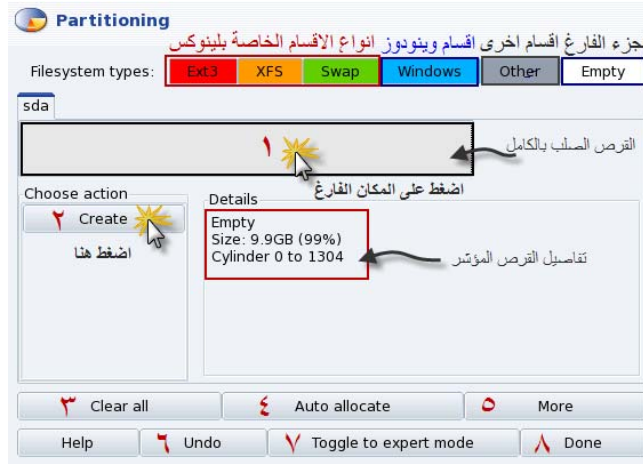 Partitioning
انواع الاقسام الخاصة بلينوكس اقسام وينودوز اقسام اخرى جزء الفارغ
Filesystem types: Ext3 XFS Swap Windows Other Empty
sda
١ القرص الصلب بالكامل
اضغط على المكان الفارغ
Choose action
٢ Create
اضغط هنا
Details
Empty
Size: 9.9GB (99%)
Cylinder 0 to 1304
تفاصيل القرص المؤشر
٣ Clear all ٤ Auto allocate ٥ More
Help ٦ Undo ٧ Toggle to expert mode ٨ Done